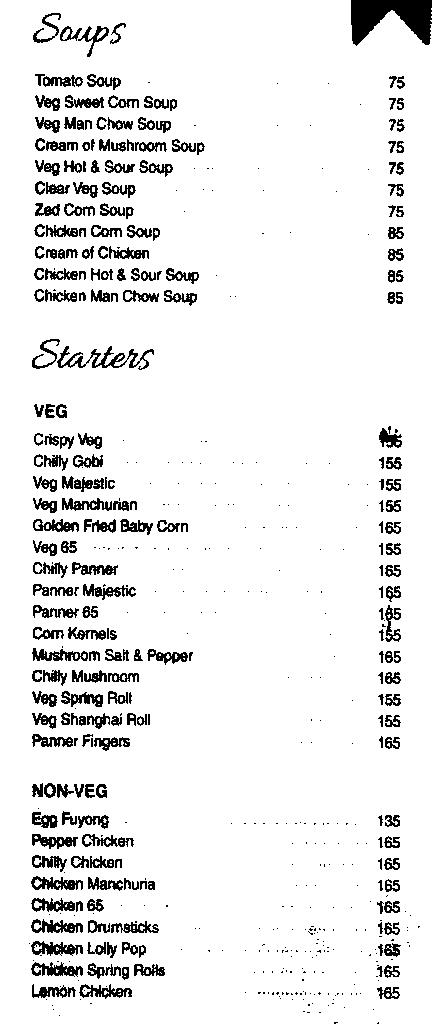 Soups
Tomato Soup 75
Veg Sweet Corn Soup 75
Veg Man Chow Soup 75
Cream of Mushroom Soup 75
Veg Hot & Sour Soup 75
Clear Veg Soup 75
Zed Corn Soup 75
Chicken Corn Soup 85
Cream of Chicken 85
Chicken Hot & Sour Soup 85
Chicken Man Chow Soup 85
Starters
VEG
Crispy Veg 155
Chilly Gobi 155
Veg Majestic 155
Veg Manchurian 155
Golden Fried Baby Corn 165
Veg 65 155
Chilly Panner 165
Panner Majestic 165
Panner 65 165
Corn Kernels 155
Mushroom Salt & Pepper 165
Chilly Mushroom 165
Veg Spring Roll 155
Veg Shanghai Roll 155
Panner Fingers 165
NON-VEG
Egg Fuyong 135
Pepper Chicken 165
Chilly Chicken 165
Chicken Manchuria 165
Chicken 65 165
Chicken Drumsticks 165
Chicken Lolly Pop 165
Chicken Spring Rolls 165
Lemon Chicken 165